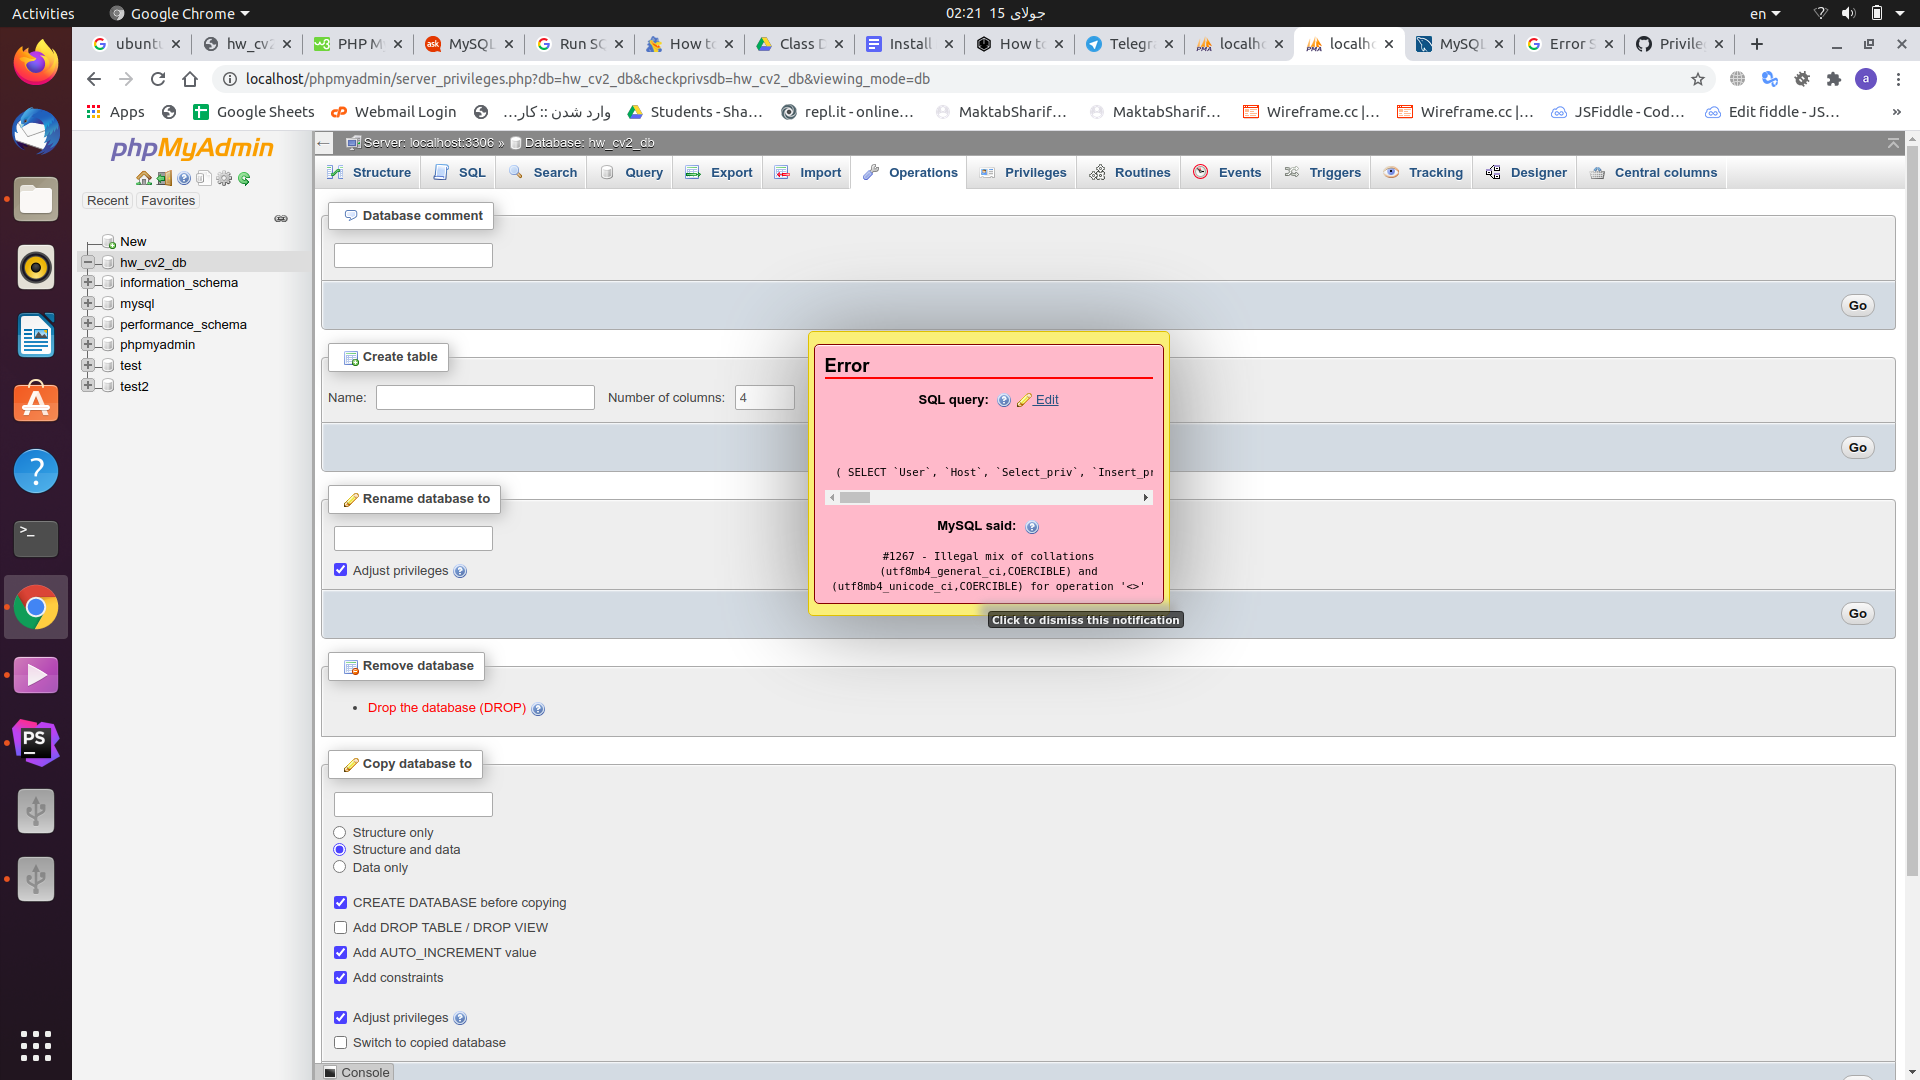 Activities
Google Chrome
02:21 جولای 15
en
ubunt
hw_cv2
PHP M
MySQL
Run SQ
How to
Class D
Install
How to
Telegr
localho
localho
MySQL
Error S
Privile
localhost/phpmyadmin/server_privileges.php?db=hw_cv2_db&checkprivsdb=hw_cv2_db&viewing_mode=db
a
Apps
Google Sheets
Webmail Login
وارد شدن :: کار...
Students - Sha...
repl.it - online...
MaktabSharif...
MaktabSharif...
Wireframe.cc |...
Wireframe.cc |...
JSFiddle - Cod...
Edit fiddle - JS...
»
phpMyAdmin
Recent
Favorites
New
hw_cv2_db
information_schema
mysql
performance_schema
phpmyadmin
test
test2
Server: localhost:3306 » Database: hw_cv2_db
Structure
SQL
Search
Query
Export
Import
Operations
Privileges
Routines
Events
Triggers
Tracking
Designer
Central columns
Database comment
Go
Create table
Name:
Number of columns:
4
Go
Rename database to
Adjust privileges
Go
Error
SQL query:
Edit
( SELECT `User`, `Host`, `Select_priv`, `Insert_pr
MySQL said:
#1267 - Illegal mix of collations
(utf8mb4_general_ci,COERCIBLE) and
(utf8mb4_unicode_ci,COERCIBLE) for operation '<>'
Click to dismiss this notification
Remove database
Drop the database (DROP)
Copy database to
Structure only
Structure and data
Data only
CREATE DATABASE before copying
Add DROP TABLE / DROP VIEW
Add AUTO_INCREMENT value
Add constraints
Adjust privileges
Switch to copied database
Console
PS